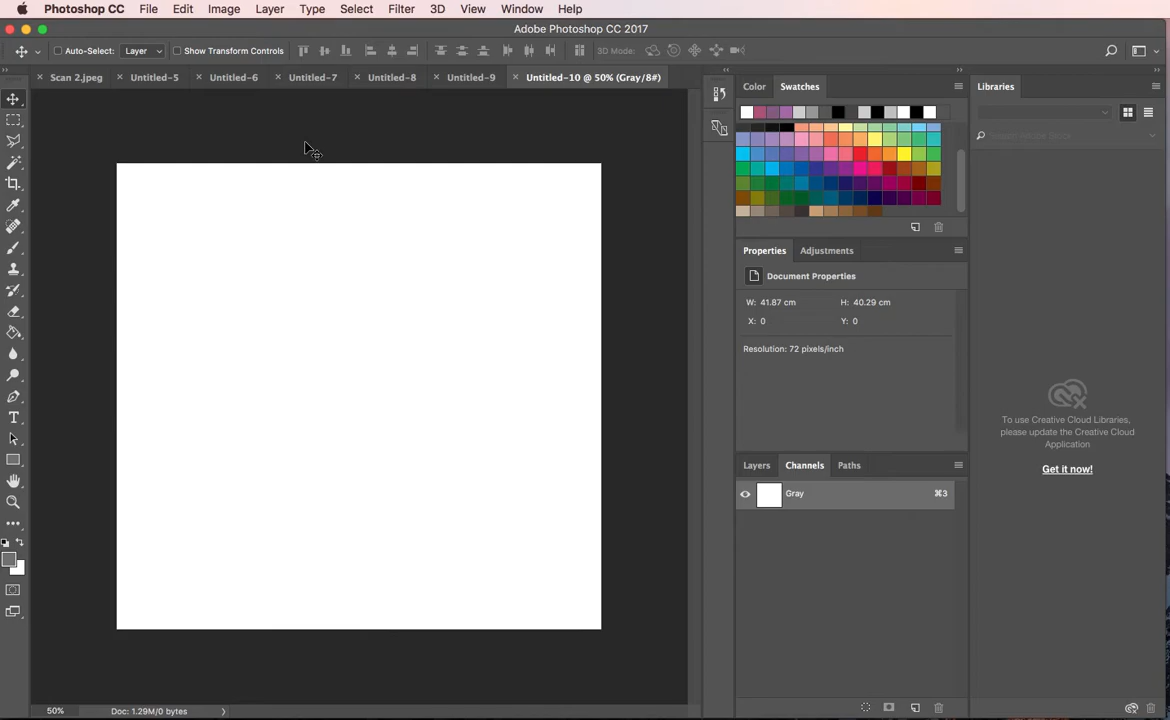 Photoshop CC File Edit Image Layer Type Select Filter 3D View Window Help
Adobe Photoshop CC 2017
Auto-Select: Layer Show Transform Controls 3D Mode:
Scan 2.jpeg Untitled-5 Untitled-6 Untitled-7 Untitled-8 Untitled-9 Untitled-10 @ 50% (Gray/8#)
Color Swatches
Libraries
Search Adobe Stock
Properties Adjustments
Document Properties
W: 41.87 cm H: 40.29 cm
X: 0 Y: 0
Resolution: 72 pixels/inch
To use Creative Cloud Libraries,
please update the Creative Cloud
Application
Get it now!
Layers Channels Paths
Gray ⌘3
50% Doc: 1.29M/0 bytes